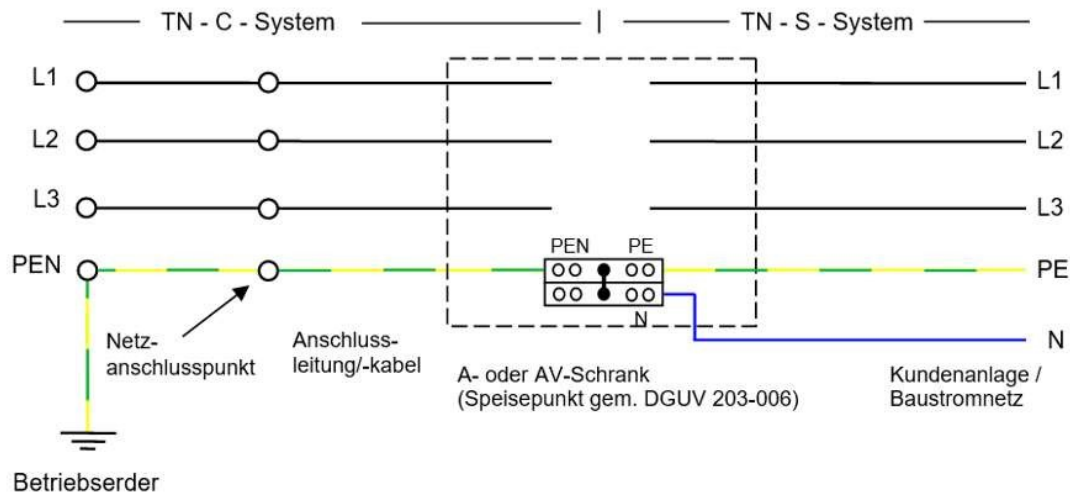 TN - C - System
TN - S - System
L1
L1
L2
L2
L3
L3
PEN
PEN
PE
PE
N
N
Netz-
anschlusspunkt
Anschluss-
leitung/-kabel
A- oder AV-Schrank
(Speisepunkt gem. DGUV 203-006)
Kundenanlage /
Baustromnetz
Betriebserder